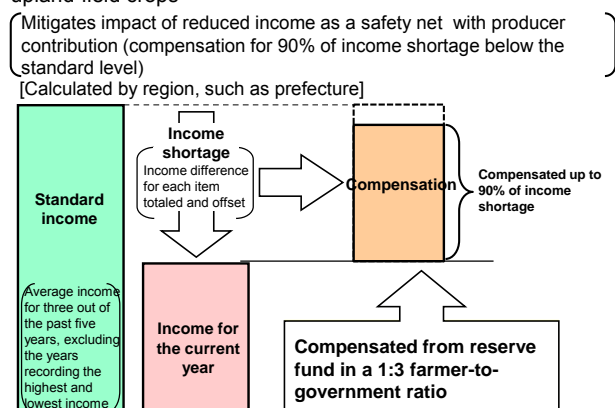 upland field crops
Mitigates impact of reduced income as a safety net with producer
contribution (compensation for 90% of income shortage below the
standard level)
[Calculated by region, such as prefecture]
Income
shortage
Income difference
for each item
totaled and offset
Standard
income
Compensation
Compensated up to
90% of income
shortage
Average income
for three out of
the past five
years, excluding
the years
recording the
highest and
lowest income
Income for
the current
year
Compensated from reserve
fund in a 1:3 farmer-to-
government ratio